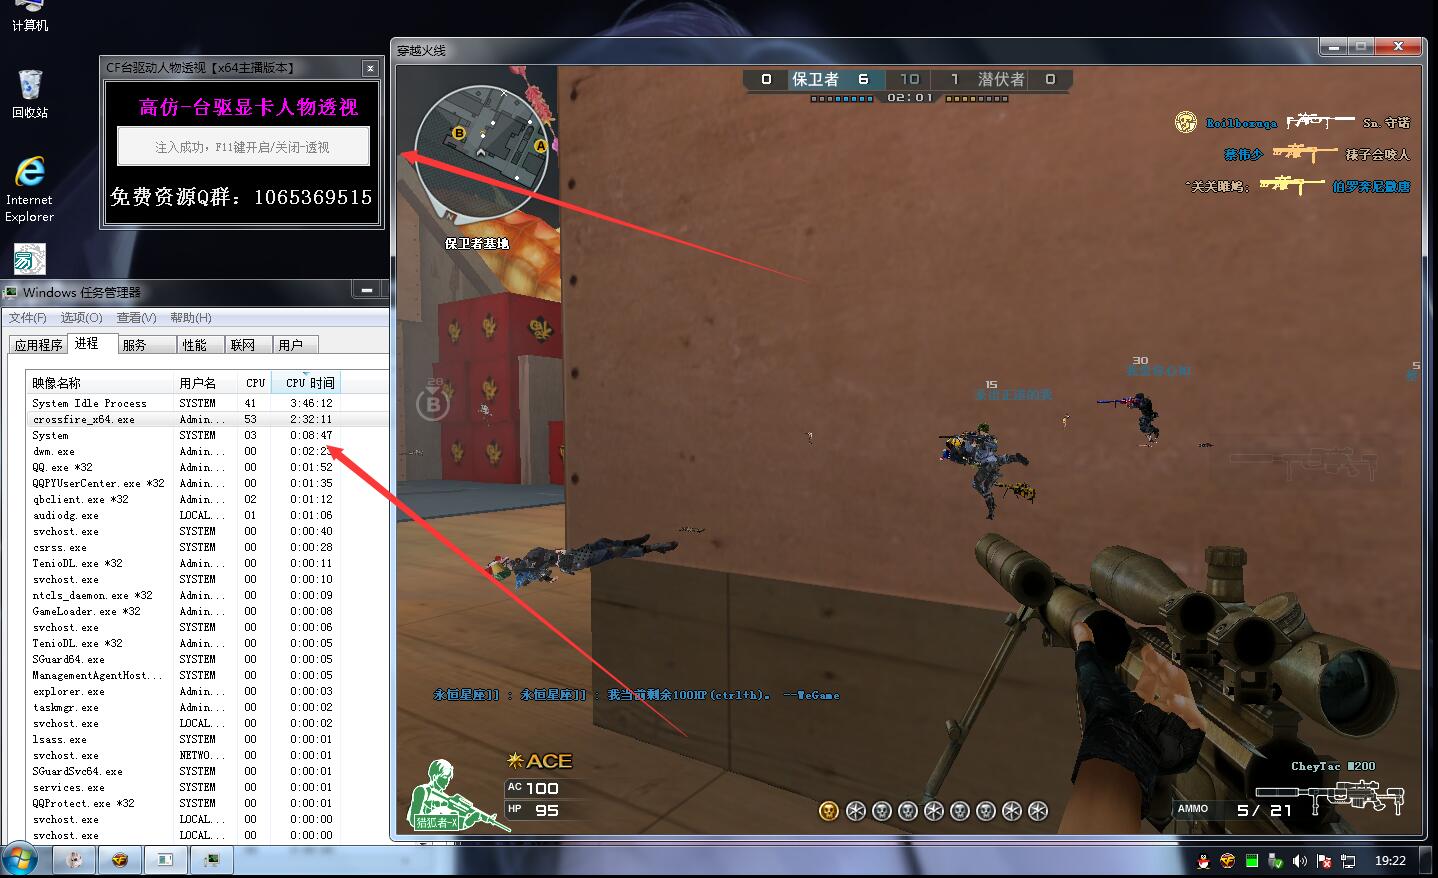 计算机
回收站
Internet
Explorer
CF台驱动人物透视【x64主播版本】
高仿-台驱显卡人物透视
注入成功，F11键开启/关闭-透视
免费资源Q群：1065369515
Windows 任务管理器
文件(F) 选项(O) 查看(V) 帮助(H)
应用程序 进程 服务 性能 联网 用户
映像名称 用户名 CPU CPU 时间
System Idle Process SYSTEM 41 3:46:12
crossfire_x64.exe Admin... 53 2:32:11
System SYSTEM 03 0:08:47
dwm.exe Admin... 00
QQ.exe *32 Admin... 00 0:01:52
QQPYUserCenter.exe *32 Admin... 00 0:01:35
qbclient.exe *32 Admin... 02 0:01:12
audiodg.exe LOCAL... 01 0:01:06
svchost.exe SYSTEM 00 0:00:40
csrss.exe SYSTEM 00 0:00:28
TenioDL.exe *32 Admin... 00 0:00:11
svchost.exe SYSTEM 00 0:00:10
ntcls_daemon.exe *32 Admin... 00 0:00:09
GameLoader.exe *32 Admin... 00 0:00:08
svchost.exe SYSTEM 00 0:00:06
TenioDL.exe *32 Admin... 00 0:00:05
SGuard64.exe SYSTEM 00 0:00:05
ManagementAgentHost... SYSTEM 00 0:00:05
explorer.exe Admin... 00 0:00:03
taskmgr.exe Admin... 00 0:00:02
svchost.exe LOCAL... 00 0:00:02
lsass.exe SYSTEM 00 0:00:01
svchost.exe NETWO... 00 0:00:01
SGuardSvc64.exe SYSTEM 00 0:00:01
services.exe SYSTEM 00 0:00:01
QQProtect.exe *32 SYSTEM 00 0:00:01
svchost.exe LOCAL... 00 0:00:00
svchost.exe LOCAL... 00 0:00:00
穿越火线
0 保卫者 6 10 1 潜伏者 0
02:01
B
A
N
保卫者基地
Sn.守诺
蔡伟少 袜子会咬人
^关关雎鸠。
28
B
30
15
5
永恒星座]] : 永恒星座]] : 我当前剩余100HP(ctrl+h)。 --WeGame
ACE
AC 100
HP 95
猎狐者-X
CheyTac M200
AMMO 5/ 21
19:22